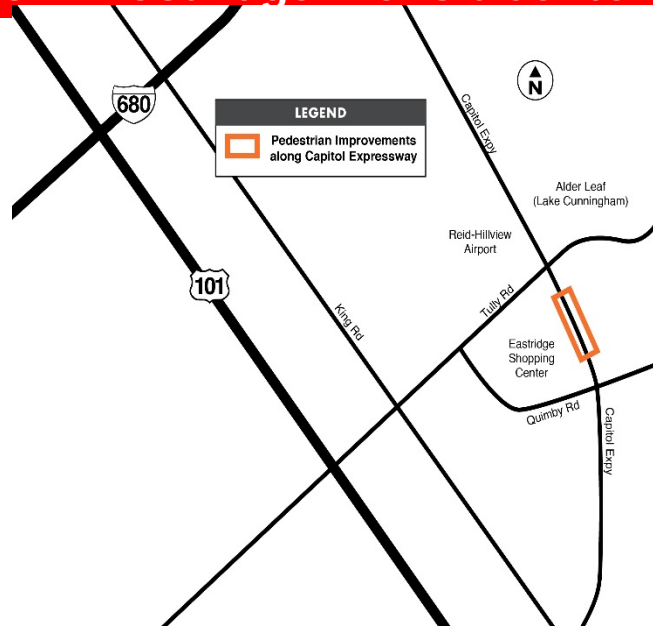 680
LEGEND
Pedestrian Improvements
along Capitol Expressway
N
Capitol Expy
Alder Leaf
(Lake Cunningham)
Reid-Hillview
Airport
101
King Rd
Tully Rd
Eastridge
Shopping
Center
Quimby Rd
Capitol Expy